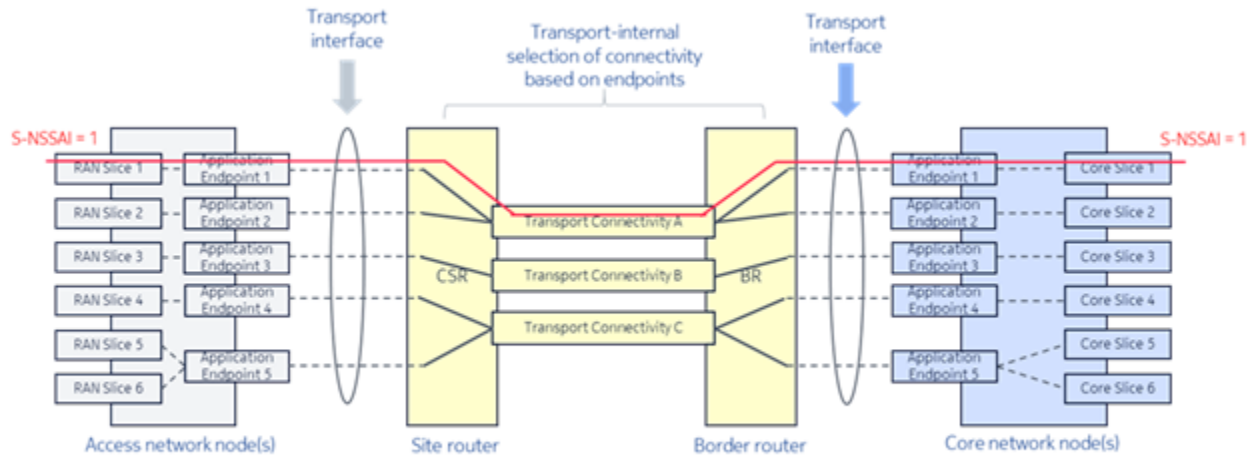 Transport
interface
Transport-internal
selection of connectivity
based on endpoints
Transport
interface
S-NSSAI = 1
S-NSSAI = 1
RAN Slice 1
RAN Slice 2
RAN Slice 3
RAN Slice 4
RAN Slice 5
RAN Slice 6
Application
Endpoint 1
Application
Endpoint 2
Application
Endpoint 3
Application
Endpoint 4
Application
Endpoint 5
CSR
Transport Connectivity A
Transport Connectivity B
Transport Connectivity C
BR
Application
Endpoint 1
Application
Endpoint 2
Application
Endpoint 3
Application
Endpoint 4
Application
Endpoint 5
Core Slice 1
Core Slice 2
Core Slice 3
Core Slice 4
Core Slice 5
Core Slice 6
Access network node(s)
Site router
Border router
Core network node(s)